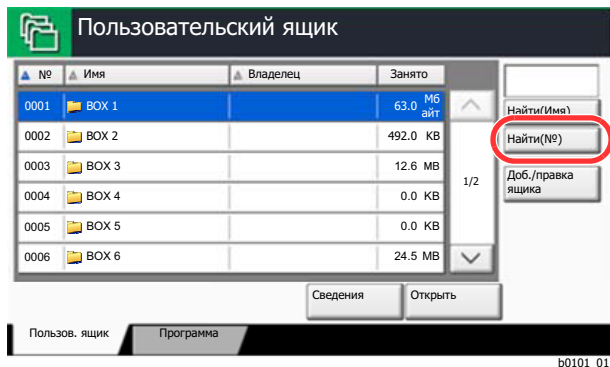 Пользовательский ящик
№ Имя Владелец Занято
0001 BOX 1 63.0 Мб айт
Найти(Имя)
0002 BOX 2 492.0 KB
Найти(№)
0003 BOX 3 12.6 MB
1/2
Доб./правка
ящика
0004 BOX 4 0.0 KB
0005 BOX 5 0.0 KB
0006 BOX 6 24.5 MB
Сведения Открыть
Пользов. ящик Программа
b0101_01